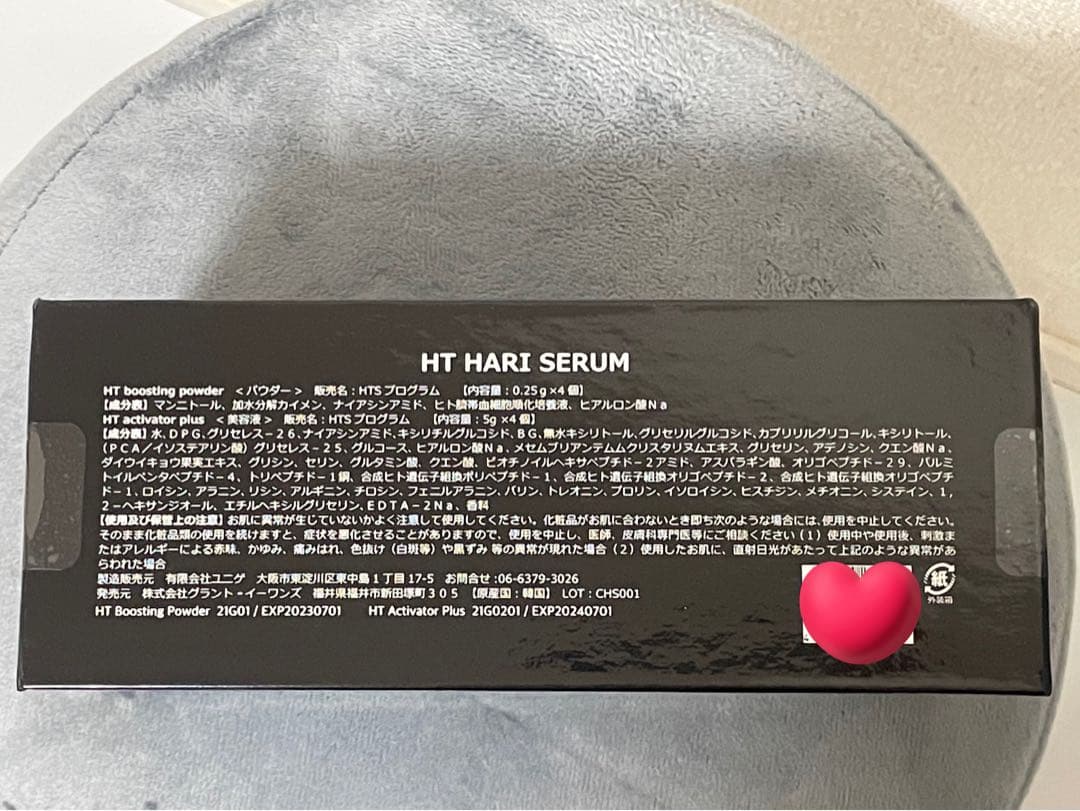 HT HARI SERUM
HT boosting powder ＜パウダー＞ 販売名：HTSプログラム 【内容量：0.25ｇ×4個】
【成分表】マンニトール、加水分解カイメン、ナイアシンアミド、ヒト臍帯血細胞順化培養液、ヒアルロン酸Ｎａ
HT activator plus ＜美容液＞ 販売名：HTSプログラム 【内容量：5g×4個】
【成分表】水、ＤＰＧ、グリセレス－２６、ナイアシンアミド、キシリチルグルコシド、ＢＧ、無水キシリトール、グリセリルグルコシド、カプリリルグリコール、キシリトール、
（ＰＣＡ／イソステアリン酸）グリセレス－２５、グルコース、ヒアルロン酸Ｎａ、メセムブリアンテムムクリスタリヌムエキス、グリセリン、アデノシン、クエン酸Ｎａ、
ダイウイキョウ果実エキス、グリシン、セリン、グルタミン酸、クエン酸、ビオチノイルヘキサペプチド－２アミド、アスパラギン酸、オリゴペプチド－２９、パルミ
トイルペンタペプチド－４、トリペプチド－１銅、合成ヒト遺伝子組換ポリペプチド－１、合成ヒト遺伝子組換オリゴペプチド－２、合成ヒト遺伝子組換オリゴペプチ
ド－１、ロイシン、アラニン、リシン、アルギニン、チロシン、フェニルアラニン、バリン、トレオニン、プロリン、イソロイシン、ヒスチジン、メチオニン、システイン、１，
２－ヘキサンジオール、エチルヘキシルグリセリン、ＥＤＴＡ－２Ｎａ、香料
【使用及び保管上の注意】お肌に異常が生じていないかよく注意して使用してください。化粧品がお肌に合わないとき即ち次のような場合には、使用を中止してください。
そのまま化粧品類の使用を続けますと、症状を悪化させることがありますので、使用を中止し、医師、皮膚科専門医等にご相談ください（１）使用中や使用後、刺激ま
たはアレルギーによる赤味、かゆみ、痛みはれ、色抜け（白斑等）や黒ずみ 等の異常が現れた場合（２）使用したお肌に、直射日光があたって上記のような異常があ
らわれた場合
製造販売元 有限会社ユニゲ 大阪市東淀川区東中島１丁目17-5 お問合せ：06-6379-3026
発売元 株式会社グラント・イーワンズ 福井県福井市新田塚町３０５ 【原産国：韓国】 LOT：CHS001
HT Boosting Powder 21G01 / EXP20230701 HT Activator Plus 21G0201 / EXP20240701
紙
外装箱